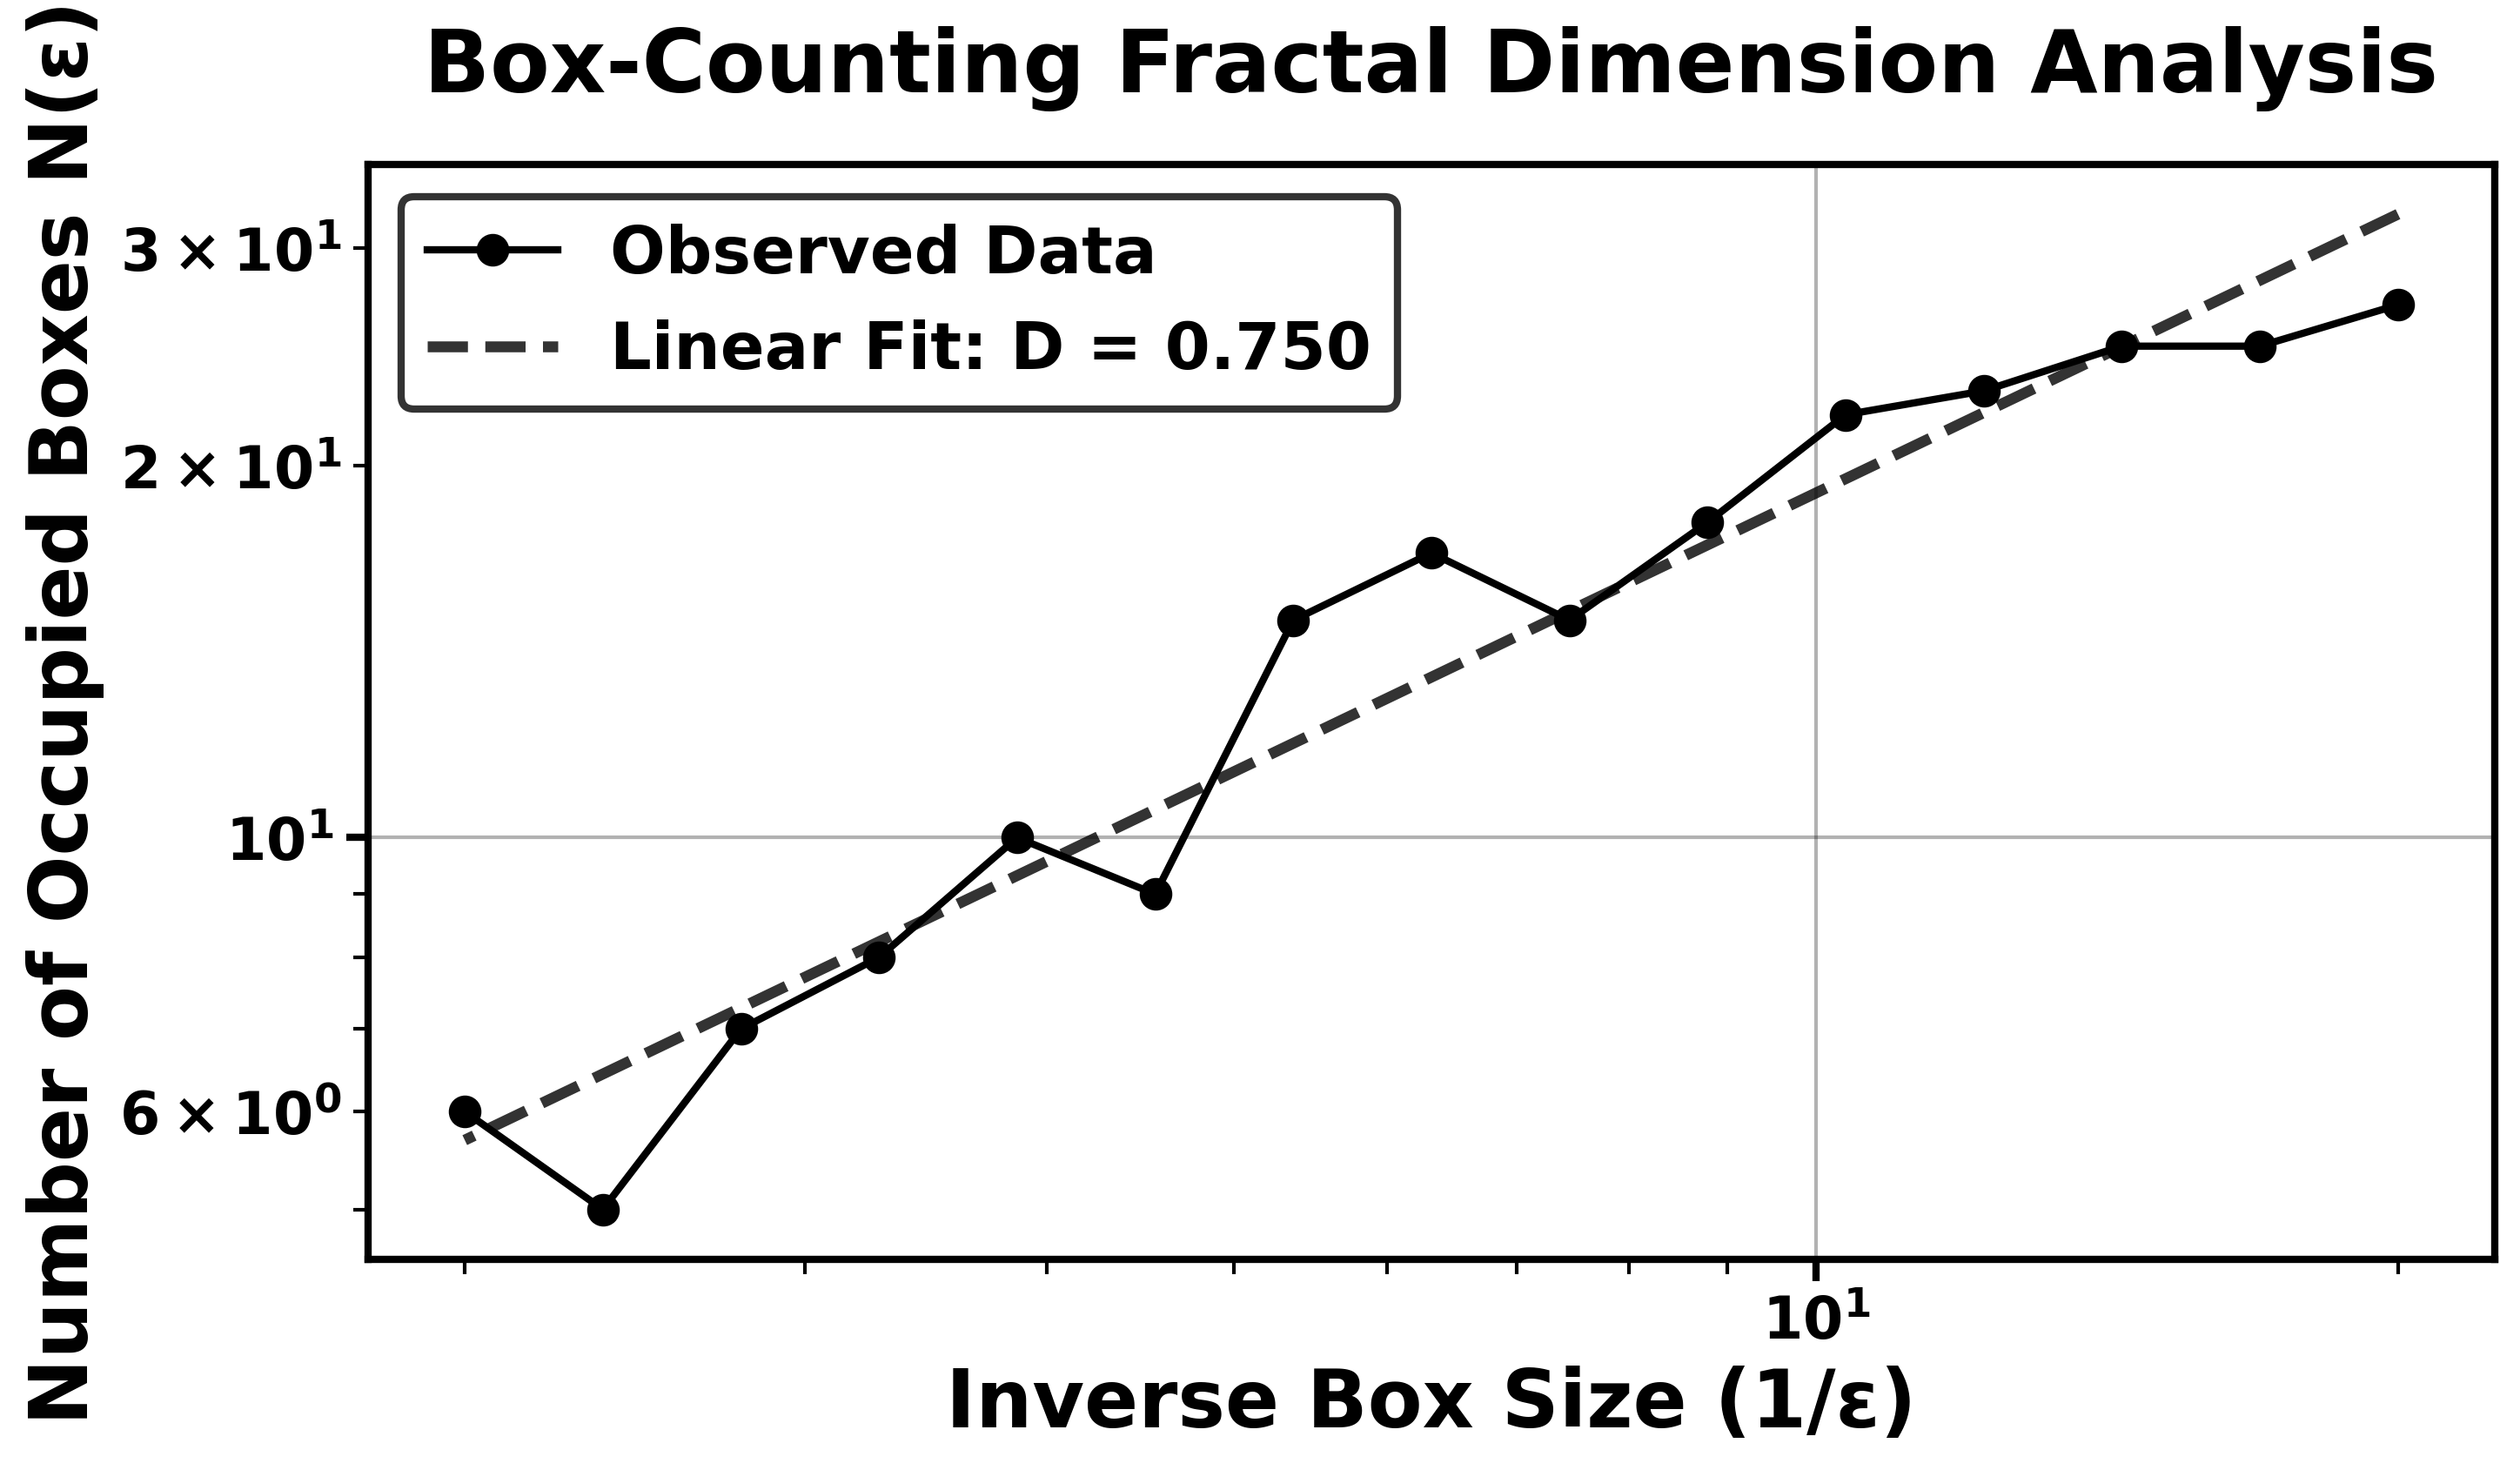 Box-Counting Fractal Dimension Analysis
Number of Occupied Boxes N(ε)
3 × 10¹
2 × 10¹
10¹
6 × 10⁰
Observed Data
Linear Fit: D = 0.750
10¹
Inverse Box Size (1/ε)